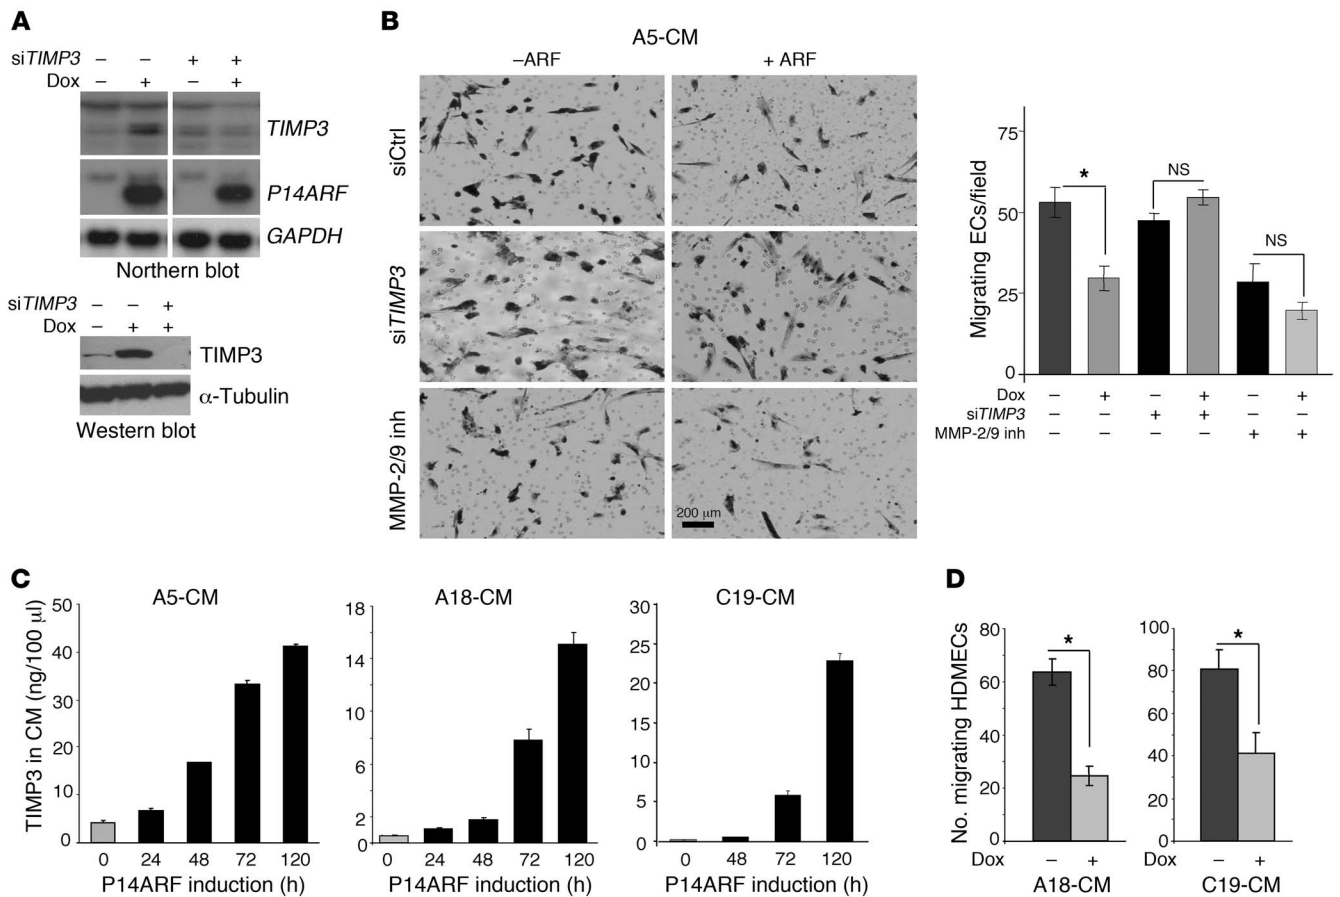 A
siTIMP3 – – + +
Dox – + – +
TIMP3
P14ARF
GAPDH
Northern blot
siTIMP3 – – +
Dox – + +
TIMP3
α-Tubulin
Western blot
B
A5-CM
–ARF + ARF
siCtrl
siTIMP3
MMP-2/9 inh
200 µm
Migrating ECs/field
75
50
25
0
*
NS
NS
Dox – + – + – +
siTIMP3 – – + + – –
MMP-2/9 inh – – – – + +
C
A5-CM
TIMP3 in CM (ng/100 µl)
50
40
30
20
10
0
0 24 48 72 120
P14ARF induction (h)
A18-CM
18
14
10
6
2
0
0 24 48 72 120
P14ARF induction (h)
C19-CM
30
25
20
15
10
5
0
0 48 72 120
P14ARF induction (h)
D
No. migrating HDMECs
80
60
40
20
0
*
Dox – +
A18-CM
100
80
60
40
20
0
*
Dox – +
C19-CM